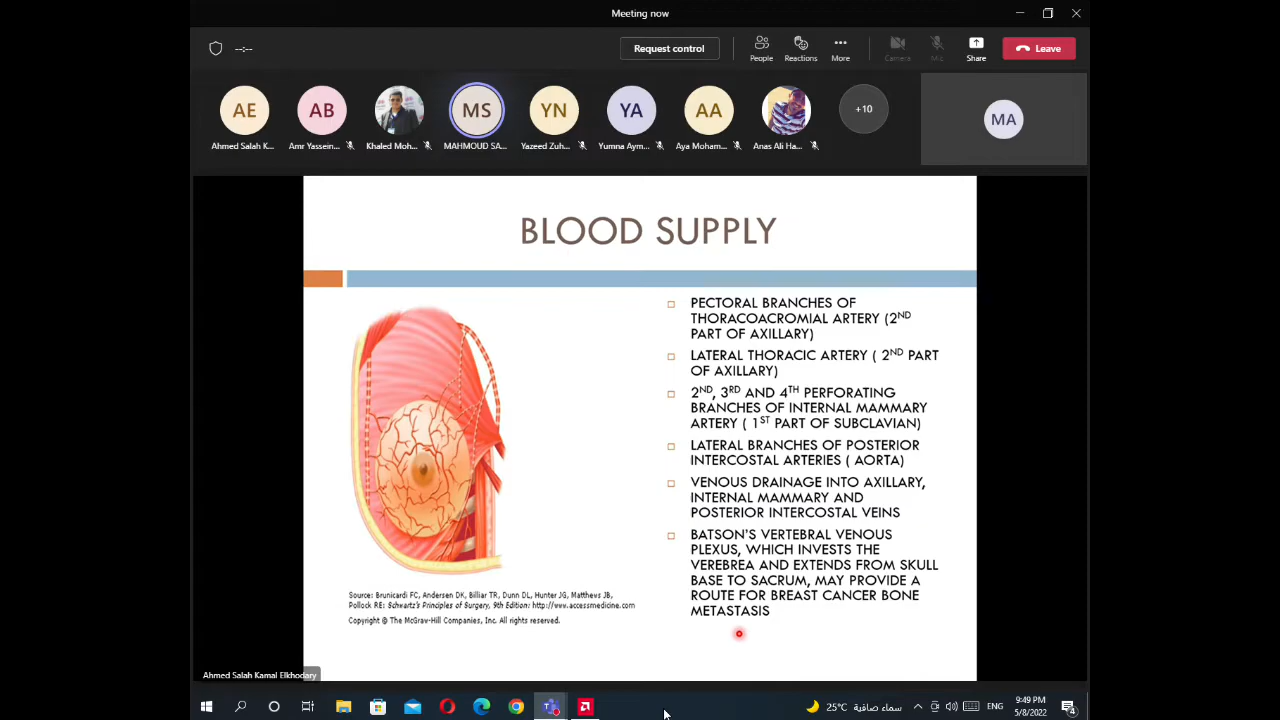 Meeting now
--:--
Request control
People
Reactions
More
Camera
Mic
Share
Leave
AE
AB
MS
YN
YA
AA
+10
MA
Ahmed Salah K...
Amr Yassein...
Khaled Moh...
MAHMOUD SA...
Yazeed Zuh...
Yumna Aym...
Aya Moham...
Anas Ali Ha...
BLOOD SUPPLY
PECTORAL BRANCHES OF
THORACOACROMIAL ARTERY (2ND
PART OF AXILLARY)
LATERAL THORACIC ARTERY ( 2ND PART
OF AXILLARY)
2ND, 3RD AND 4TH PERFORATING
BRANCHES OF INTERNAL MAMMARY
ARTERY ( 1ST PART OF SUBCLAVIAN)
LATERAL BRANCHES OF POSTERIOR
INTERCOSTAL ARTERIES ( AORTA)
VENOUS DRAINAGE INTO AXILLARY,
INTERNAL MAMMARY AND
POSTERIOR INTERCOSTAL VEINS
BATSON'S VERTEBRAL VENOUS
PLEXUS, WHICH INVESTS THE
VEREBREA AND EXTENDS FROM SKULL
BASE TO SACRUM, MAY PROVIDE A
ROUTE FOR BREAST CANCER BONE
METASTASIS
Source: Brunicardi FC, Andersen DK, Billiar TR, Dunn DL, Hunter JG, Matthews JB,
Pollock RE: Schwartz's Principles of Surgery, 9th Edition: http://www.accessmedicine.com
Copyright © The McGraw-Hill Companies, Inc. All rights reserved.
Ahmed Salah Kamal Elkhodary
25°C سماء صافية
ENG
9:49 PM
5/8/2022
4